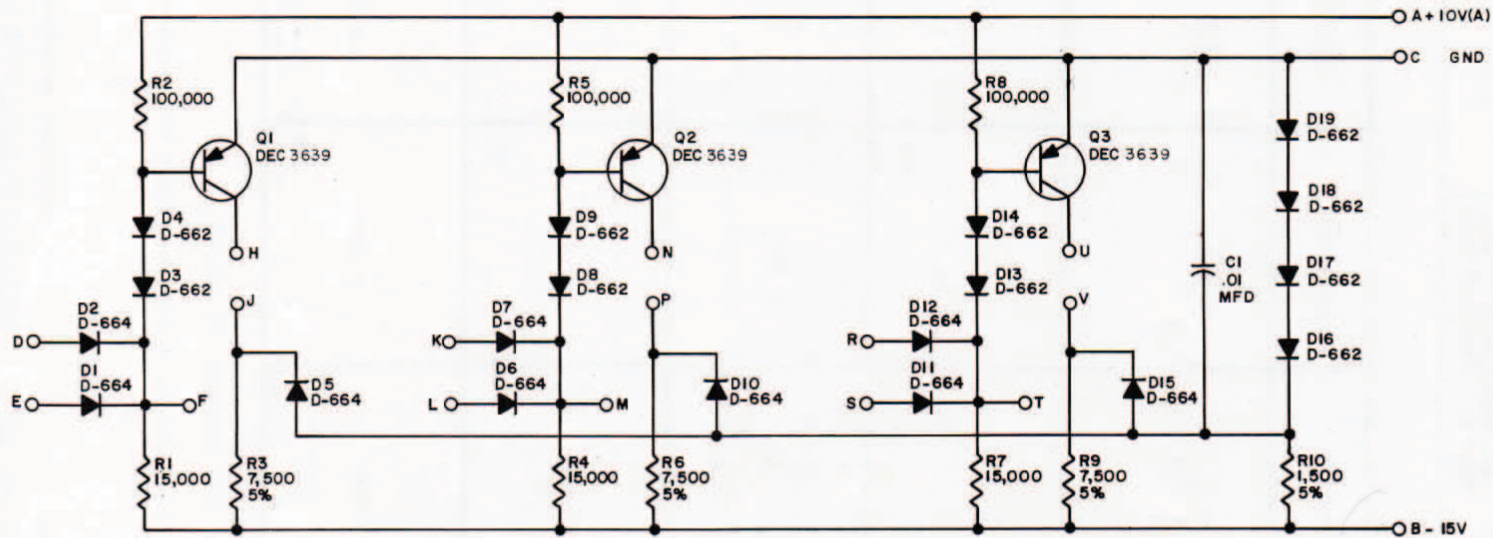 A + 10V(A)
C GND
R2
100,000
R5
100,000
R8
100,000
Q1
DEC 3639
Q2
DEC 3639
Q3
DEC 3639
D19
D-662
D4
D-662
D9
D-662
D14
D-662
D18
D-662
H
N
U
D3
D-662
D8
D-662
D13
D-662
C1
.01
MFD
D17
D-662
J
P
V
D2
D-664
D7
D-664
D12
D-664
D16
D-662
D
K
R
D1
D-664
D6
D-664
D11
D-664
E
F
D5
D-664
L
M
D10
D-664
S
T
D15
D-664
R1
15,000
R3
7,500
5%
R4
15,000
R6
7,500
5%
R7
15,000
R9
7,500
5%
R10
1,500
5%
B - 15V